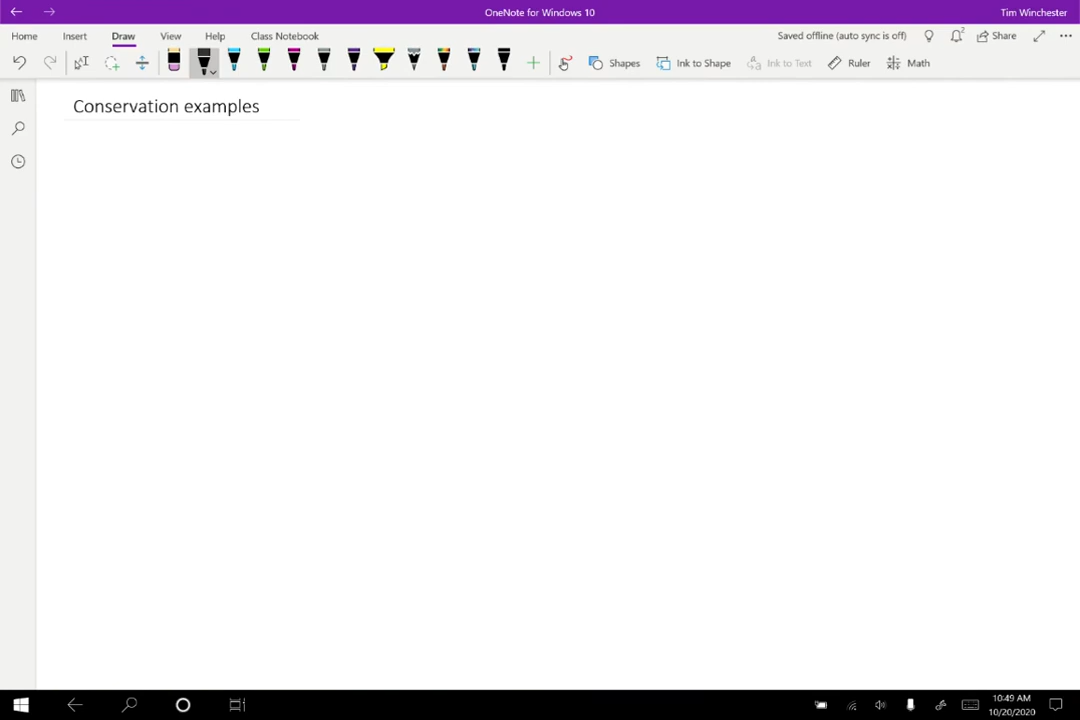 OneNote for Windows 10
Tim Winchester
Home Insert Draw View Help Class Notebook
Saved offline (auto sync is off) Share
Shapes Ink to Shape Ink to Text Ruler Math
Conservation examples
10:49 AM
10/20/2020